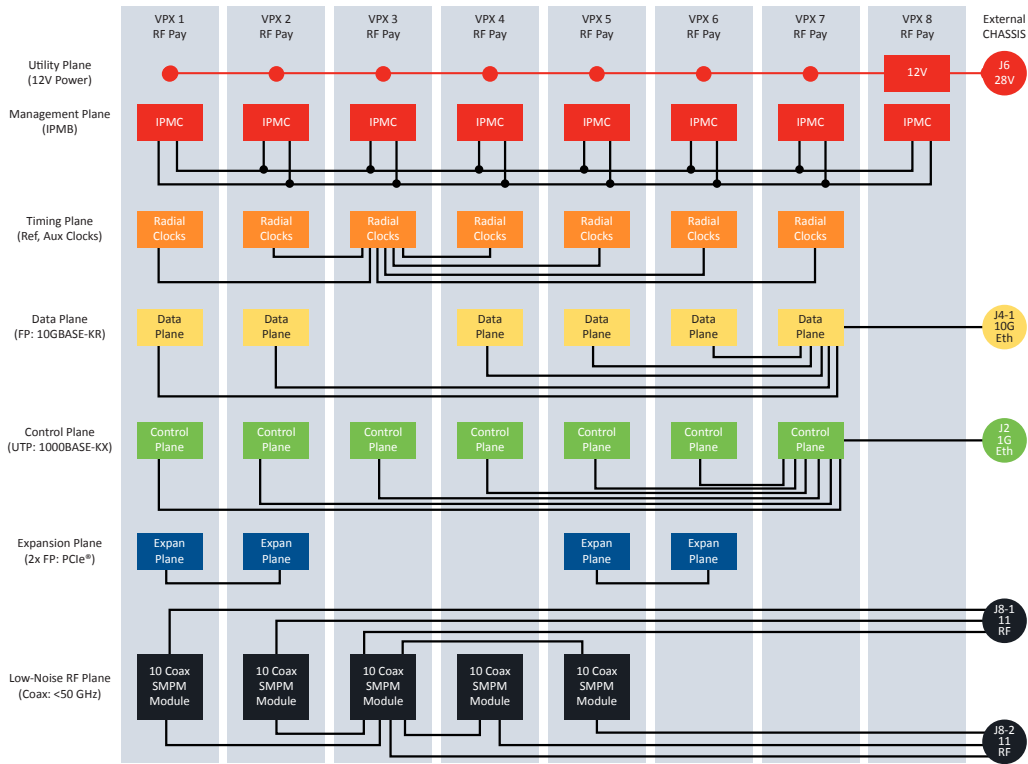 VPX 1 VPX 2 VPX 3 VPX 4 VPX 5 VPX 6 VPX 7 VPX 8 External
RF Pay RF Pay RF Pay RF Pay RF Pay RF Pay RF Pay RF Pay CHASSIS
Utility Plane
(12V Power)
12V
J6
28V
Management Plane
(IPMB)
IPMC IPMC IPMC IPMC IPMC IPMC IPMC IPMC
Timing Plane
(Ref, Aux Clocks)
Radial Radial Radial Radial Radial Radial Radial
Clocks Clocks Clocks Clocks Clocks Clocks Clocks
Data Plane
(FP: 10GBASE-KR)
Data Data Data Data Data Data
Plane Plane Plane Plane Plane Plane
J4-1
10G
Eth
Control Plane
(UTP: 1000BASE-KX)
Control Control Control Control Control Control Control
Plane Plane Plane Plane Plane Plane Plane
J2
1G
Eth
Expansion Plane
(2x FP: PCIe®)
Expan Expan Expan Expan
Plane Plane Plane Plane
J8-1
11
RF
Low-Noise RF Plane
(Coax: <50 GHz)
10 Coax 10 Coax 10 Coax 10 Coax 10 Coax
SMPM SMPM SMPM SMPM SMPM
Module Module Module Module Module
J8-2
11
RF